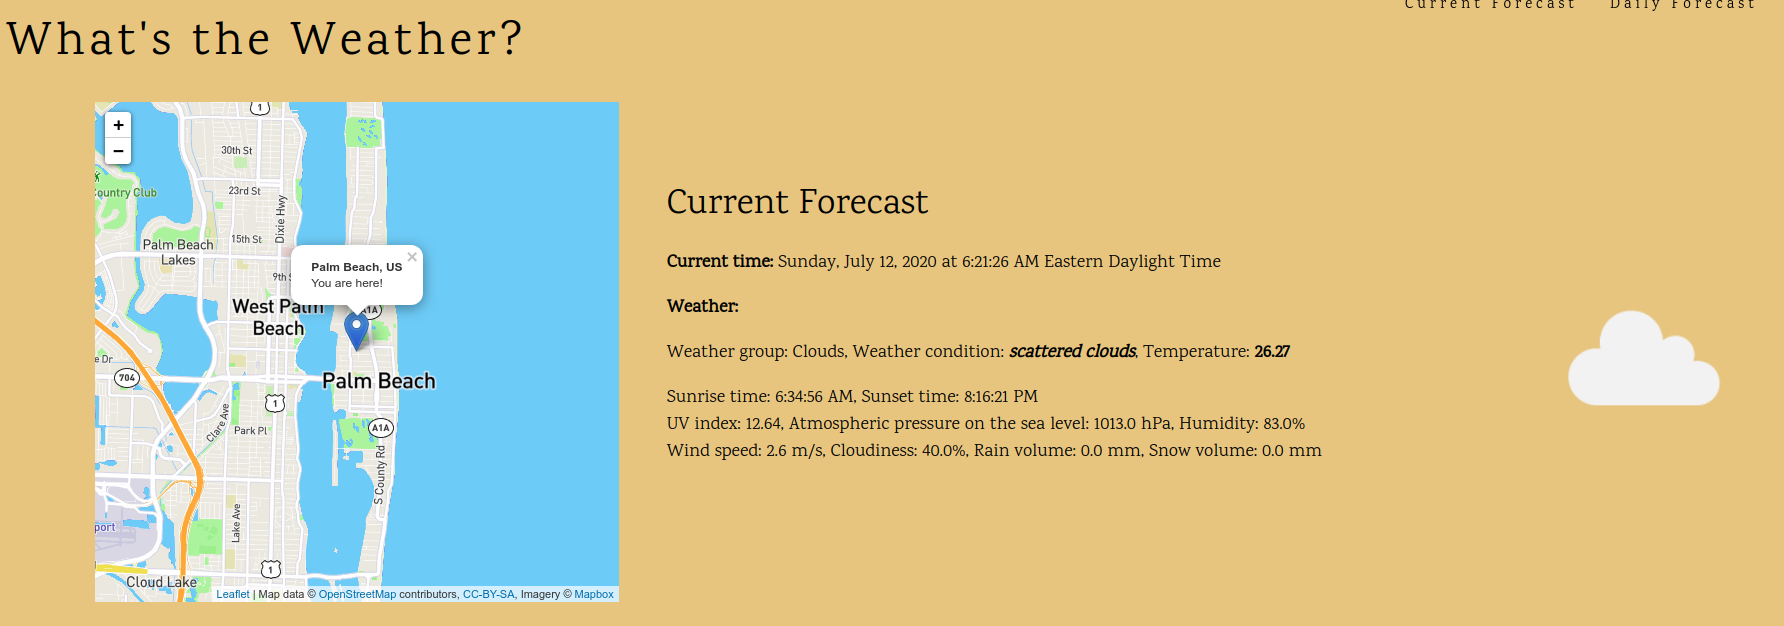 Current Forecast Daily Forecast
What's the Weather?
+
−
1
30th St
Country Club
23rd St
Dixie Hwy
15th St
Palm Beach
Lakes
Palm Beach, US
×
You are here!
9th
A1A
West Palm
Beach
e Dr
704
Palm Beach
1
Clare Ave
Park Pl
A1A
S County Rd
Lake Ave
port
1
Cloud Lake
Leaflet | Map data © OpenStreetMap contributors, CC-BY-SA, Imagery © Mapbox
Current Forecast
Current time: Sunday, July 12, 2020 at 6:21:26 AM Eastern Daylight Time
Weather:
Weather group: Clouds, Weather condition: scattered clouds, Temperature: 26.27
Sunrise time: 6:34:56 AM, Sunset time: 8:16:21 PM
UV index: 12.64, Atmospheric pressure on the sea level: 1013.0 hPa, Humidity: 83.0%
Wind speed: 2.6 m/s, Cloudiness: 40.0%, Rain volume: 0.0 mm, Snow volume: 0.0 mm